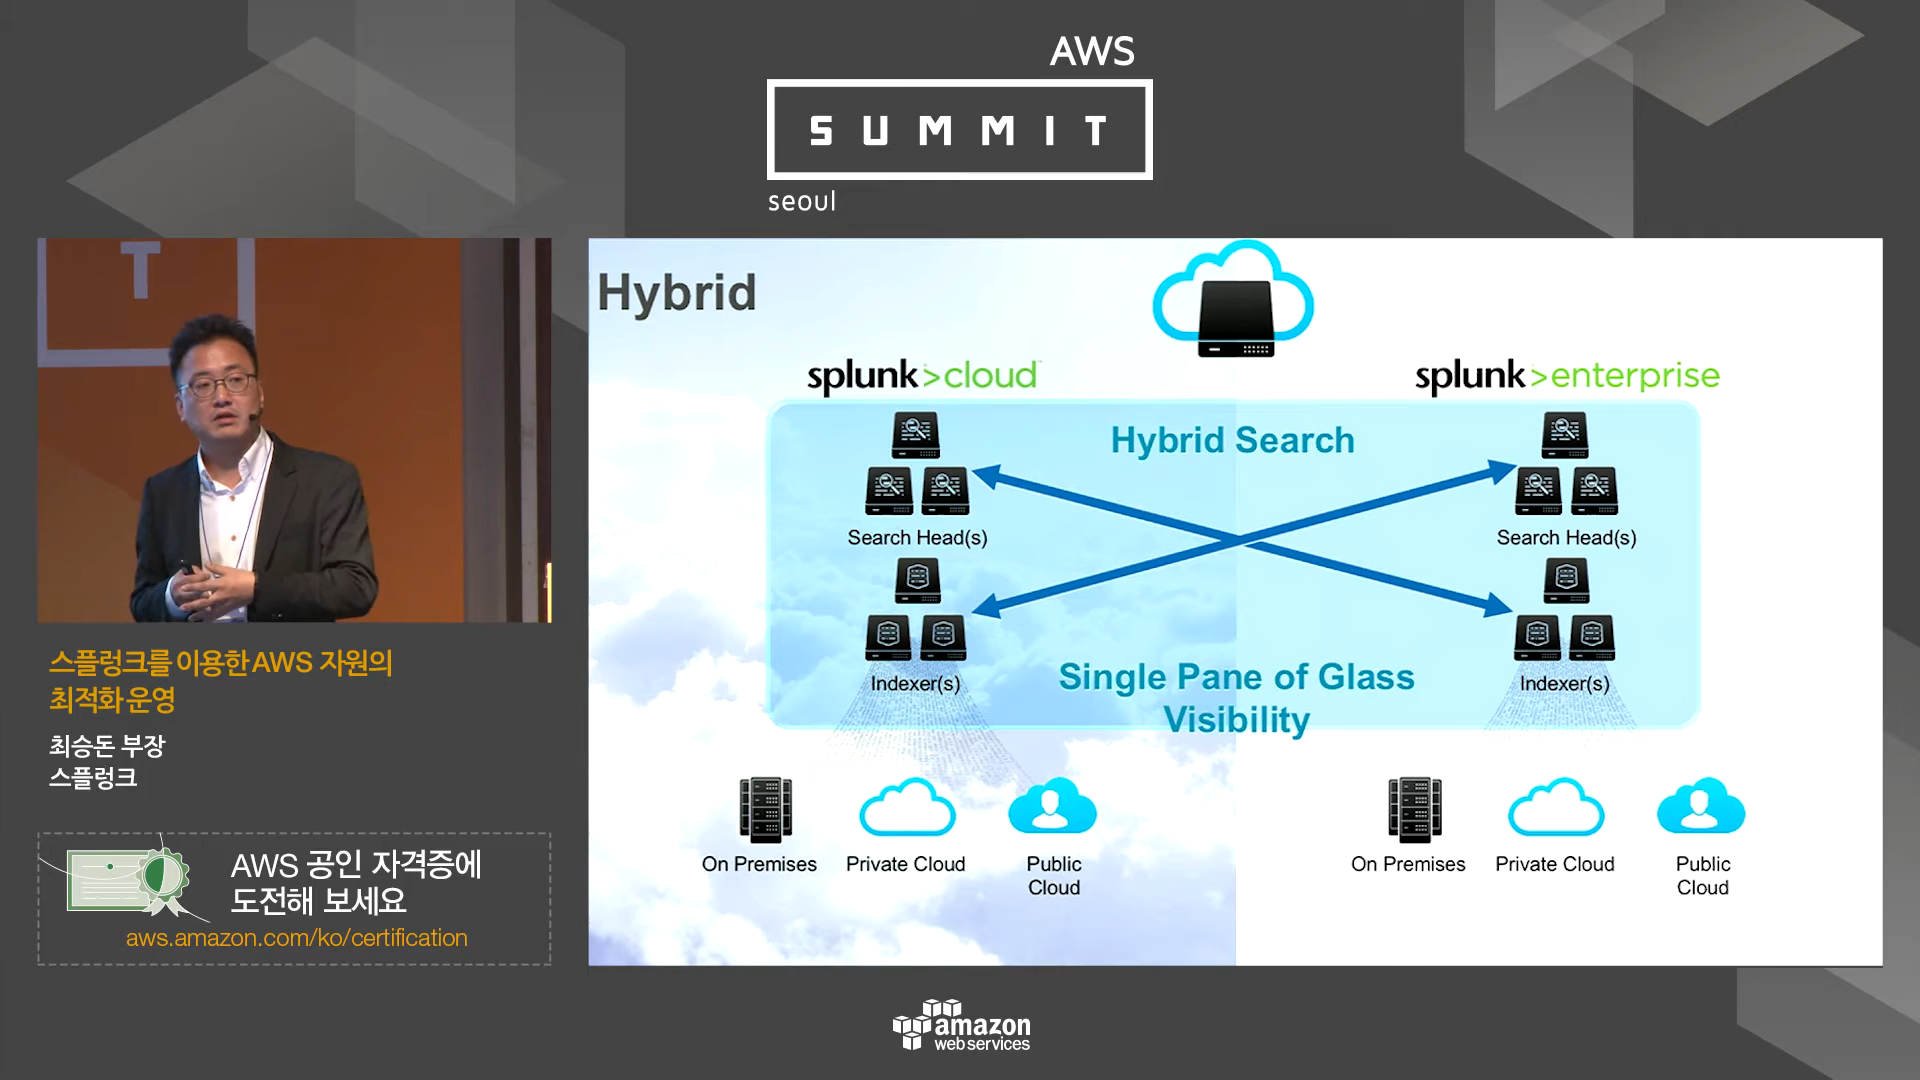 AWS
SUMMIT
seoul
T
스플렁크를 이용한 AWS 자원의
최적화 운영
최승돈 부장
스플렁크
AWS 공인 자격증에
도전해 보세요
aws.amazon.com/ko/certification
Hybrid
splunk>cloud™
splunk>enterprise
Hybrid Search
Search Head(s)
Search Head(s)
Indexer(s)
Indexer(s)
Single Pane of Glass
Visibility
On Premises
Private Cloud
Public
Cloud
On Premises
Private Cloud
Public
Cloud
amazon
web services